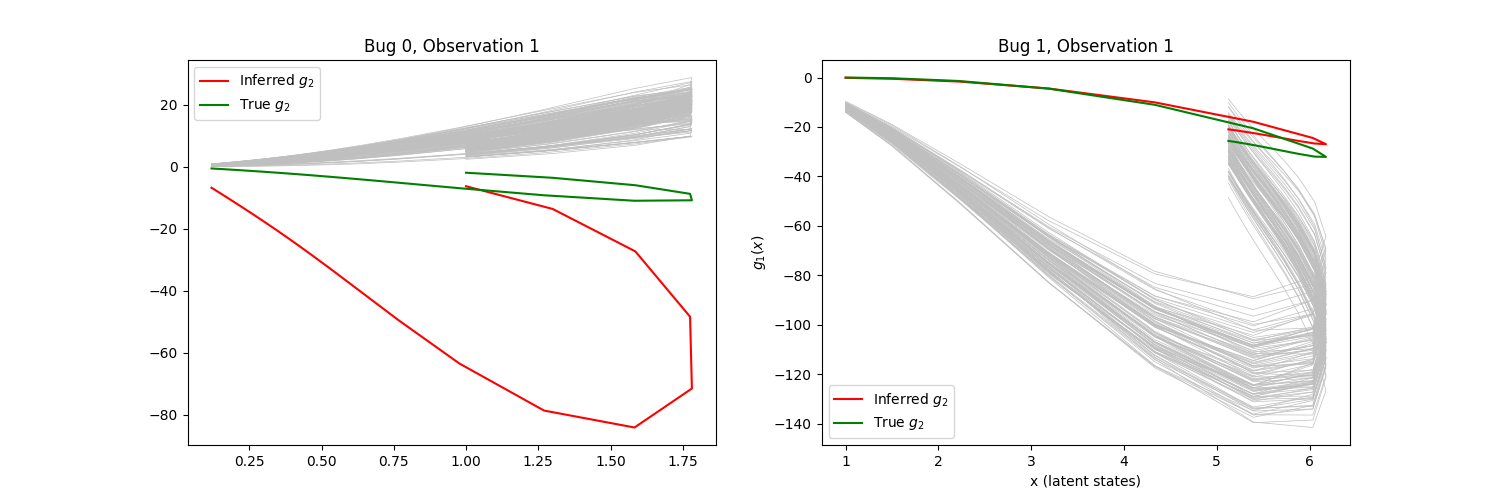 Bug 0, Observation 1
Inferred g₂
True g₂
20
0
−20
−40
−60
−80
0.25 0.50 0.75 1.00 1.25 1.50 1.75
Bug 1, Observation 1
g₁(x)
0
−20
−40
−60
−80
−100
−120
−140
Inferred g₂
True g₂
1 2 3 4 5 6
x (latent states)